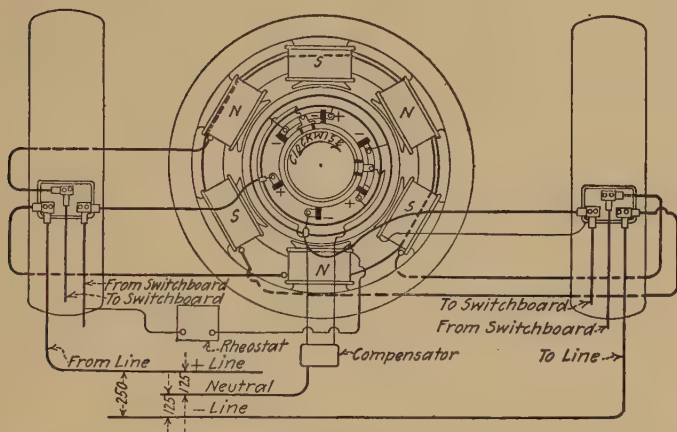 S
N
N
CLOCKWISE
+
+
+
S
S
N
From Switchboard
To Switchboard
To Switchboard
From Switchboard
Rheostat
Compensator
To Line
From Line
+ Line
Neutral
− Line
250
125
125